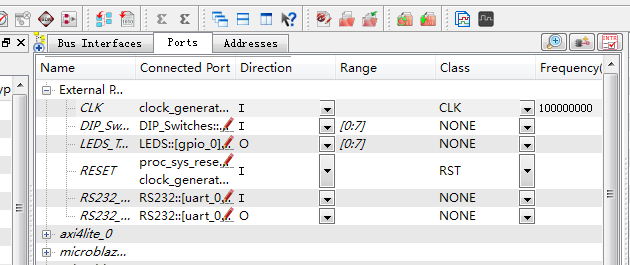 Bus Interfaces Ports Addresses
Name Connected Port Direction Range Class Frequency(
External P...
CLK clock_generat... I CLK 100000000
DIP_Sw... DIP_Switches::... I [0:7] NONE
LEDS_T... LEDS::[gpio_0]... O [0:7] NONE
RESET proc_sys_rese... I RST
clock_generat...
RS232_... RS232::[uart_0... I NONE
RS232_... RS232::[uart_0... O NONE
axi4lite_0
microblaz...